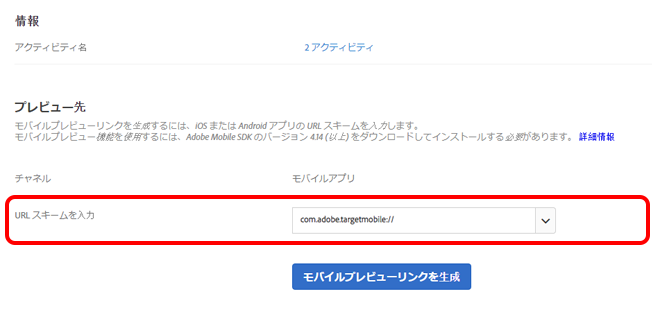 情報
アクティビティ名 2 アクティビティ
プレビュー先
モバイルプレビューリンクを生成するには、iOS または Android アプリの URL スキームを入力します。
モバイルプレビュー機能を使用するには、Adobe Mobile SDK のバージョン 4.14 (以上) をダウンロードしてインストールする必要があります。 詳細情報
チャネル モバイルアプリ
URL スキームを入力 com.adobe.targetmobile://
モバイルプレビューリンクを生成